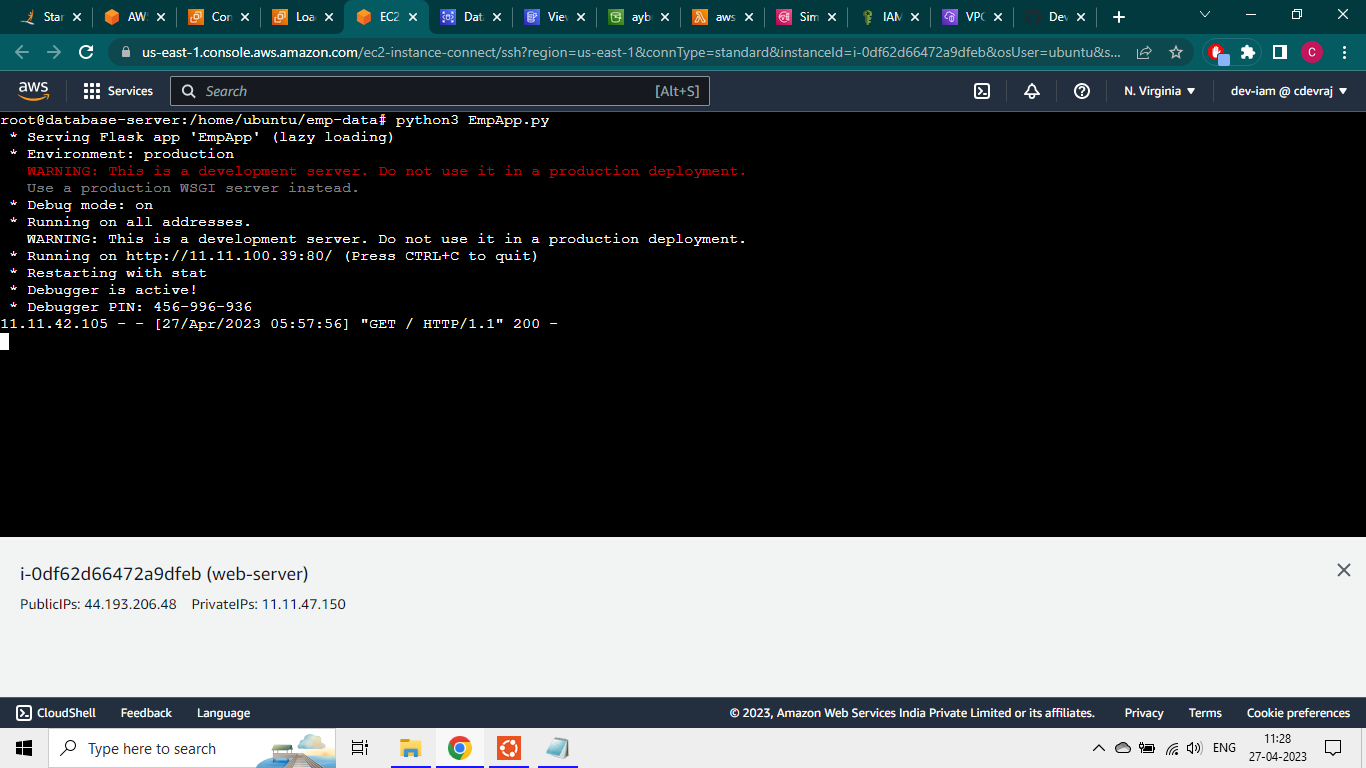 Star
AWS
Con
Loa
EC2
Data
View
ayb
aws
Sim
IAM
VPC
Dev
us-east-1.console.aws.amazon.com/ec2-instance-connect/ssh?region=us-east-1&connType=standard&instanceId=i-0df62d66472a9dfeb&osUser=ubuntu&s...
C
aws
Services
Search
[Alt+S]
N. Virginia
dev-iam @ cdevraj
root@database-server:/home/ubuntu/emp-data# python3 EmpApp.py
* Serving Flask app 'EmpApp' (lazy loading)
* Environment: production
WARNING: This is a development server. Do not use it in a production deployment.
Use a production WSGI server instead.
* Debug mode: on
* Running on all addresses.
WARNING: This is a development server. Do not use it in a production deployment.
* Running on http://11.11.100.39:80/ (Press CTRL+C to quit)
* Restarting with stat
* Debugger is active!
* Debugger PIN: 456-996-936
11.11.42.105 - - [27/Apr/2023 05:57:56] "GET / HTTP/1.1" 200 -
i-0df62d66472a9dfeb (web-server)
PublicIPs: 44.193.206.48 PrivateIPs: 11.11.47.150
CloudShell
Feedback
Language
© 2023, Amazon Web Services India Private Limited or its affiliates.
Privacy
Terms
Cookie preferences
Type here to search
ENG
11:28
27-04-2023